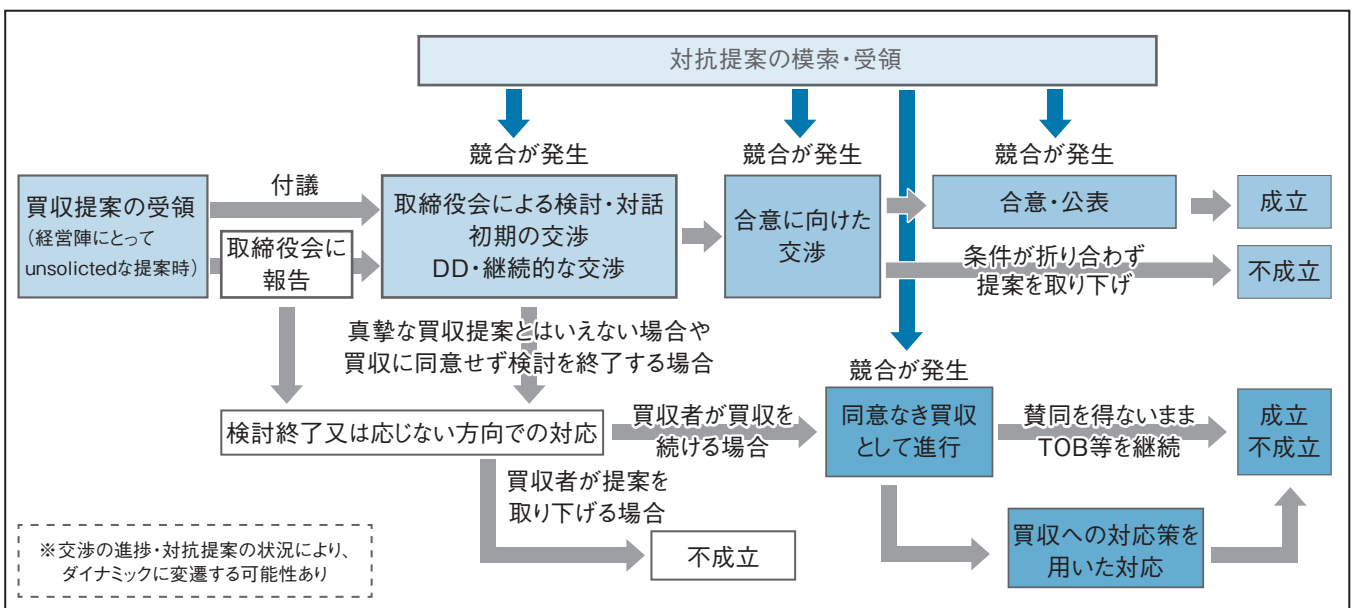 対抗提案の模索・受領
競合が発生
競合が発生
競合が発生
買収提案の受領
（経営陣にとって
unsolictedな提案時）
付議
取締役会に
報告
取締役会による検討・対話
初期の交渉
DD・継続的な交渉
合意に向けた
交渉
合意・公表
成立
条件が折り合わず
提案を取り下げ
不成立
真摯な買収提案とはいえない場合や
買収に同意せず検討を終了する場合
競合が発生
検討終了又は応じない方向での対応
買収者が買収を
続ける場合
同意なき買収
として進行
賛同を得ないまま
TOB等を継続
成立
不成立
買収者が提案を
取り下げる場合
不成立
買収への対応策を
用いた対応
※交渉の進捗・対抗提案の状況により、
ダイナミックに変遷する可能性あり